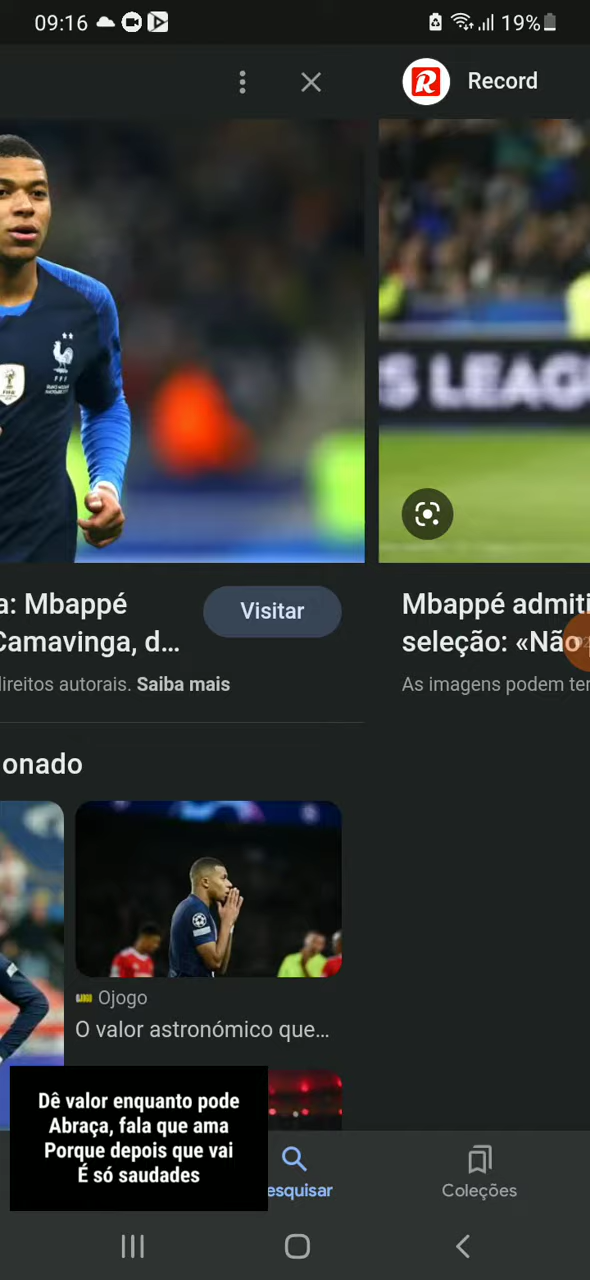 09:16
19%
Record
S LEAG
a: Mbappé
Camavinga, d...
Visitar
direitos autorais. Saiba mais
Mbappé admiti
seleção: «Não
As imagens podem ter
onado
Ojogo
O valor astronómico que...
Dê valor enquanto pode
Abraça, fala que ama
Porque depois que vai
É só saudades
esquisar
Coleções